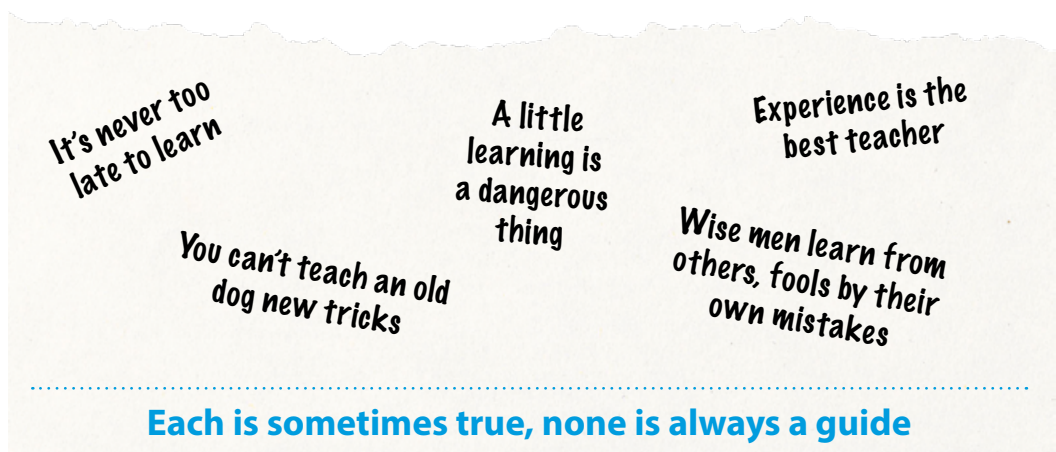 It's never too
late to learn
A little
learning is
a dangerous
thing
Experience is the
best teacher
You can't teach an old
dog new tricks
Wise men learn from
others, fools by their
own mistakes
Each is sometimes true, none is always a guide